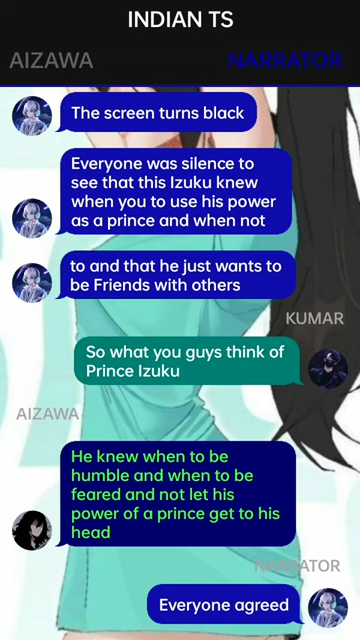 INDIAN TS
AIZAWA NARRATOR
The screen turns black
Everyone was silence to
see that this Izuku knew
when you to use his power
as a prince and when not
to and that he just wants to
be Friends with others
KUMAR
So what you guys think of
Prince Izuku
AIZAWA
He knew when to be
humble and when to be
feared and not let his
power of a prince get to his
head
NARRATOR
Everyone agreed